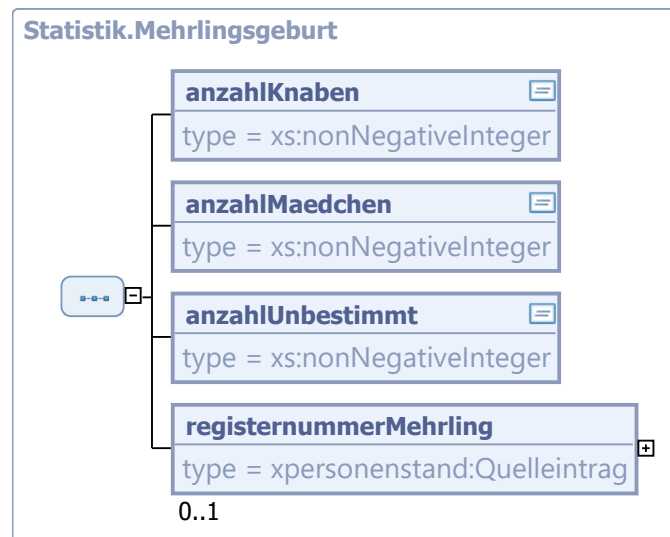 Statistik.Mehrlingsgeburt
anzahlKnaben
type = xs:nonNegativeInteger
anzahlMaedchen
type = xs:nonNegativeInteger
anzahlUnbestimmt
type = xs:nonNegativeInteger
registernummerMehrling
type = xpersonenstand:Quelleintrag
0..1